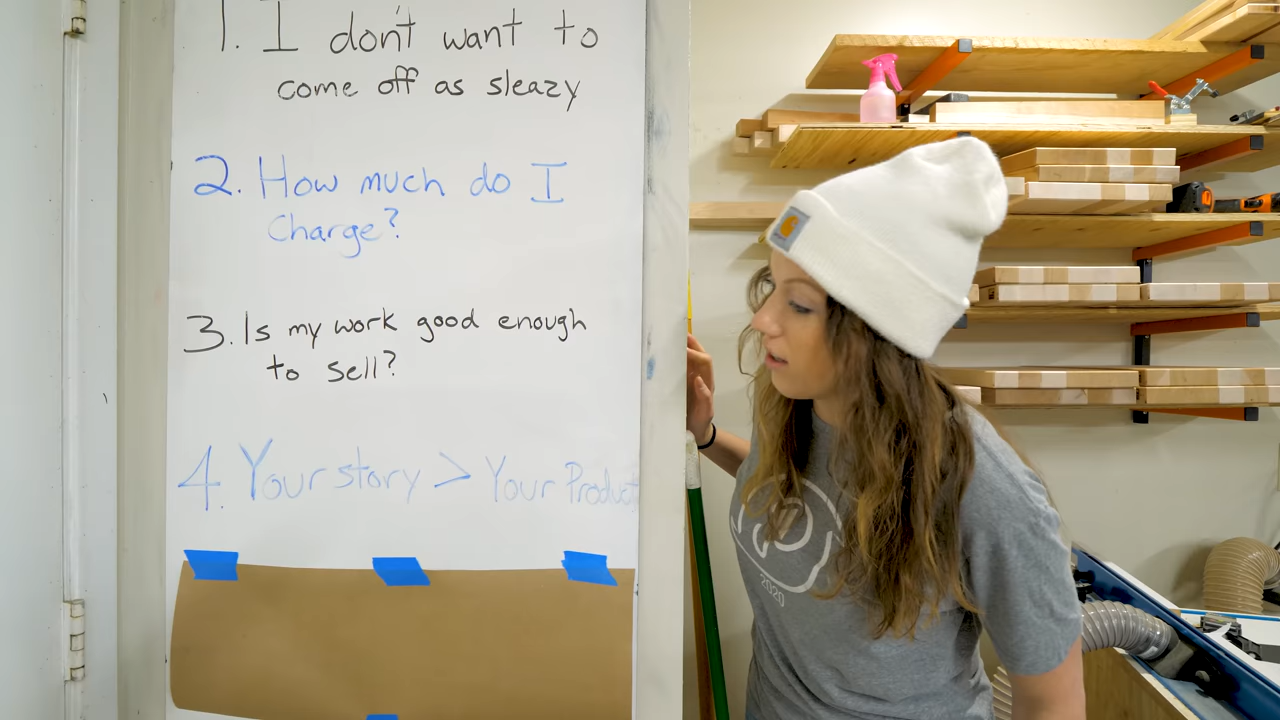 1. I don't want to
come off as sleazy
2. How much do I
Charge?
3. Is my work good enough
to sell?
4. Your story > Your Product
2020